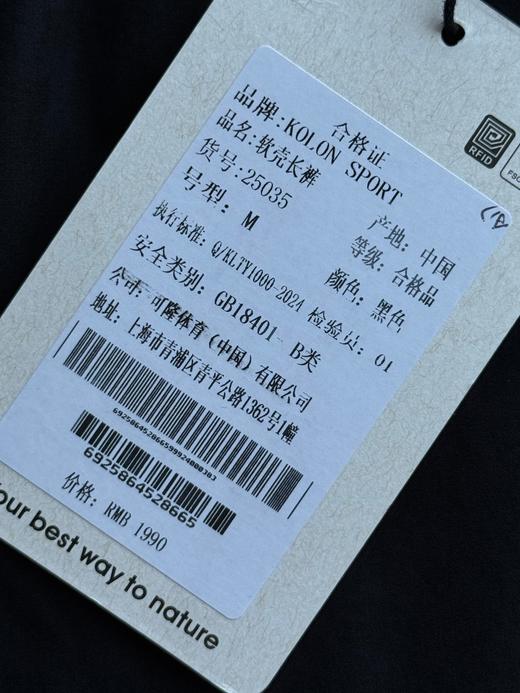 合格证
品牌:KOLON SPORT
品名:软壳长裤
货号:25035 产地: 中国
号型: M 等级: 合格品
颜色: 黑色
执行标准: Q/KLTY1000-2024 检验员: 01
安全类别: GB18401- B类
公司: 可隆体育(中国)有限公司
地址: 上海市青浦区青平公路1362号1幢
6925864528665
价格: RMB 1990
RFID
your best way to nature